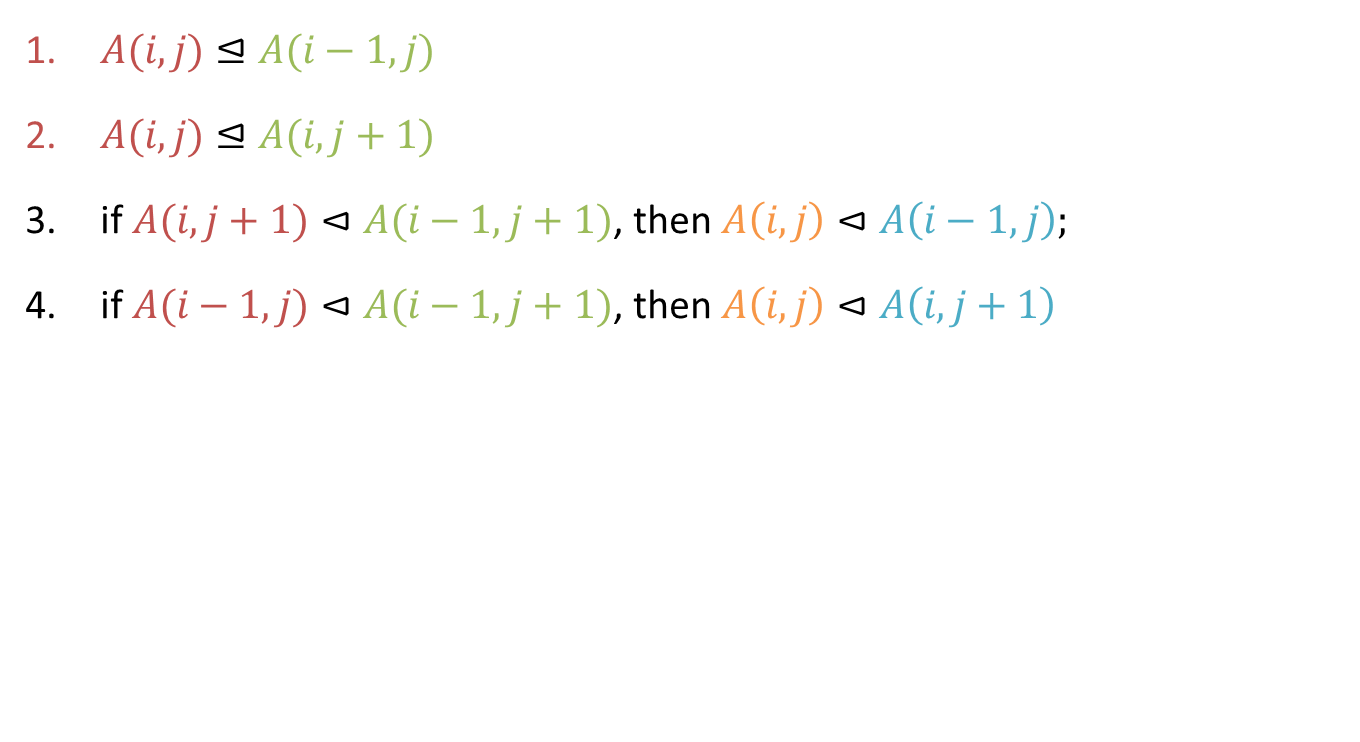 1. A(i, j) ⊴ A(i − 1, j)
2. A(i, j) ⊴ A(i, j + 1)
3. if A(i, j + 1) ⊲ A(i − 1, j + 1), then A(i, j) ⊲ A(i − 1, j);
4. if A(i − 1, j) ⊲ A(i − 1, j + 1), then A(i, j) ⊲ A(i, j + 1)